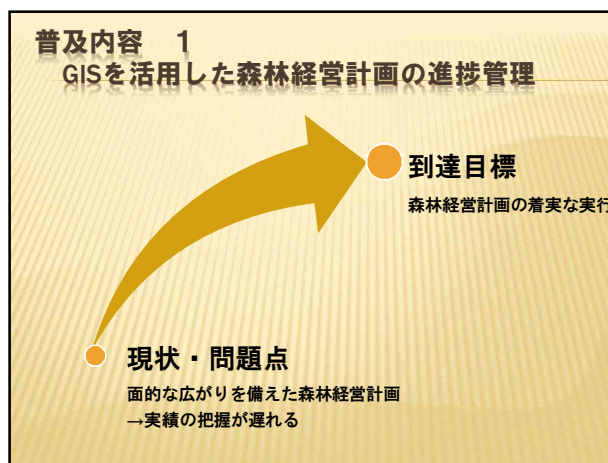 普及内容　1
GISを活用した森林経営計画の進捗管理
到達目標
森林経営計画の着実な実行
現状・問題点
面的な広がりを備えた森林経営計画
→実績の把握が遅れる